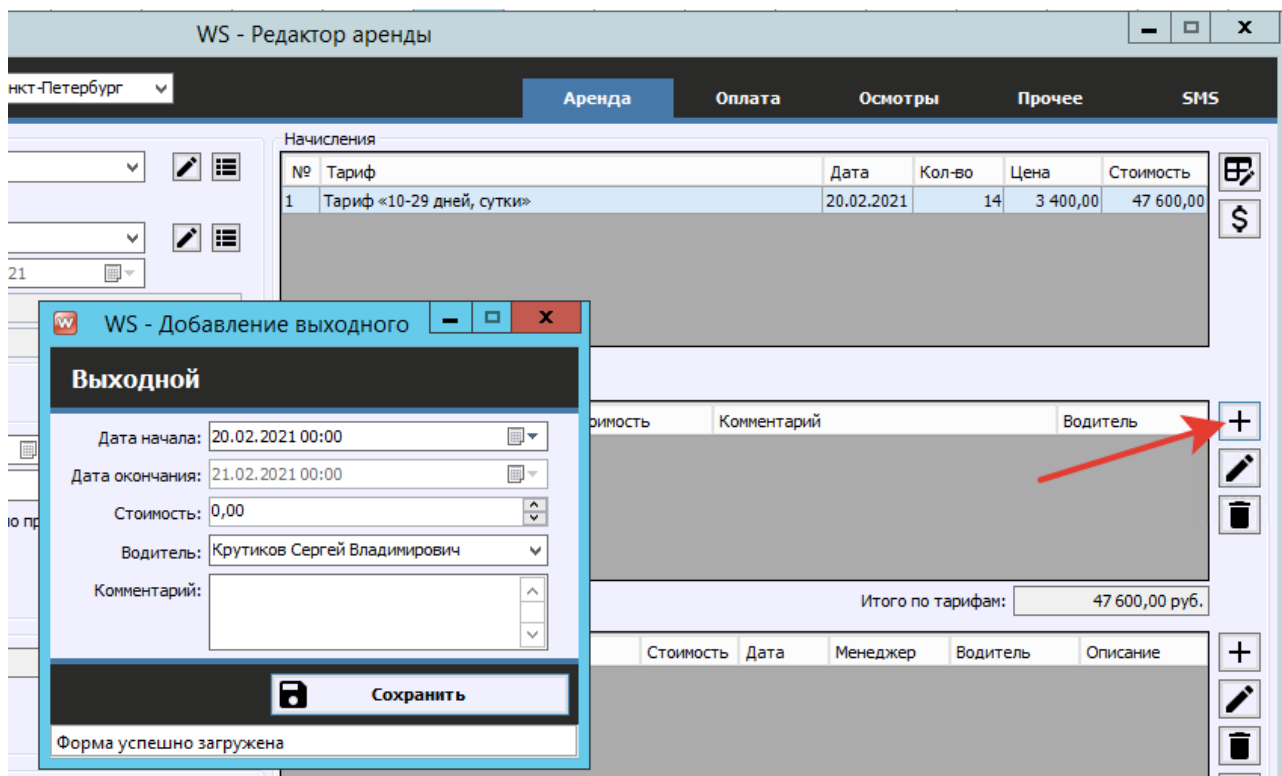 WS - Редактор аренды
нкт-Петербург
Аренда Оплата Осмотры Прочее SMS
Начисления
№ Тариф Дата Кол-во Цена Стоимость
1 Тариф «10-29 дней, сутки» 20.02.2021 14 3 400,00 47 600,00
21
WS - Добавление выходного
Выходной
оимость Комментарий Водитель
Дата начала: 20.02.2021 00:00
Дата окончания: 21.02.2021 00:00
Стоимость: 0,00
ю пр
Водитель: Крутиков Сергей Владимирович
Комментарий:
Итого по тарифам: 47 600,00 руб.
Стоимость Дата Менеджер Водитель Описание
Сохранить
Форма успешно загружена